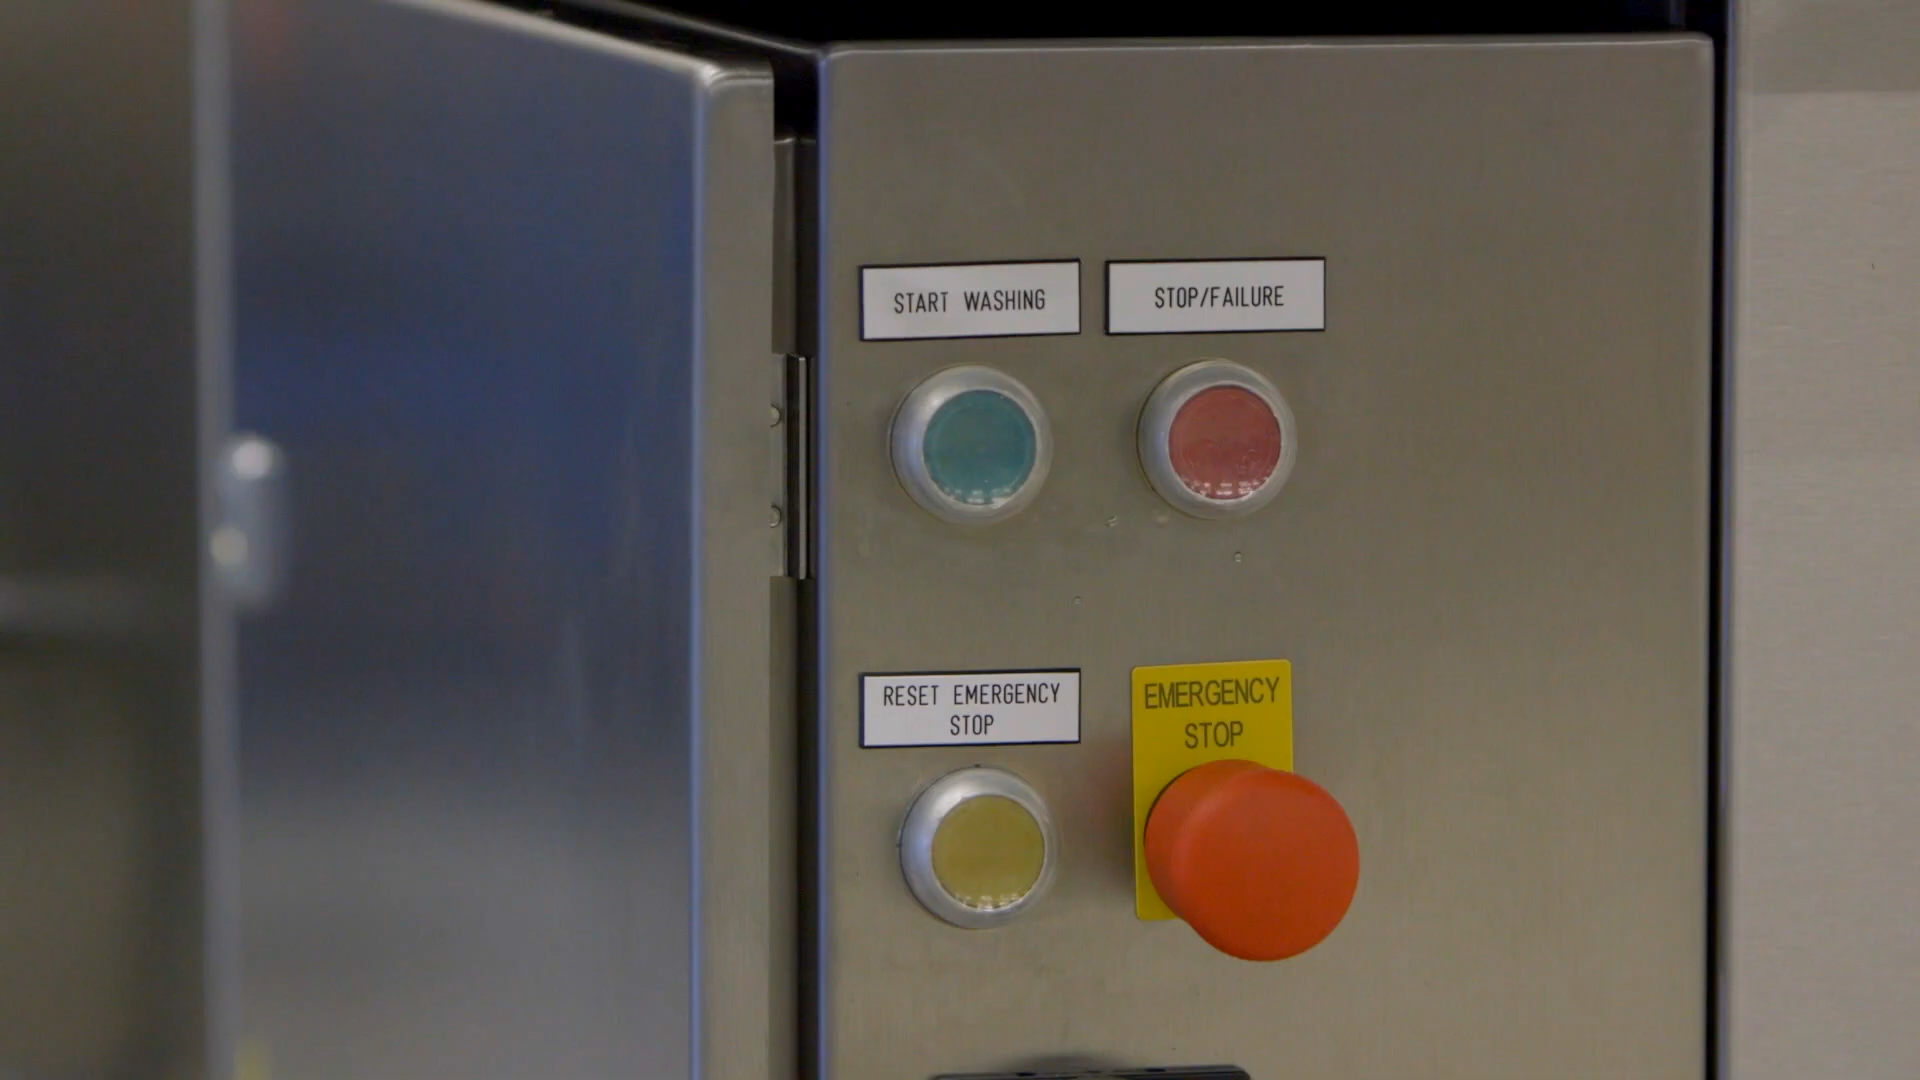 START WASHING
STOP/FAILURE
RESET EMERGENCY
STOP
EMERGENCY
STOP